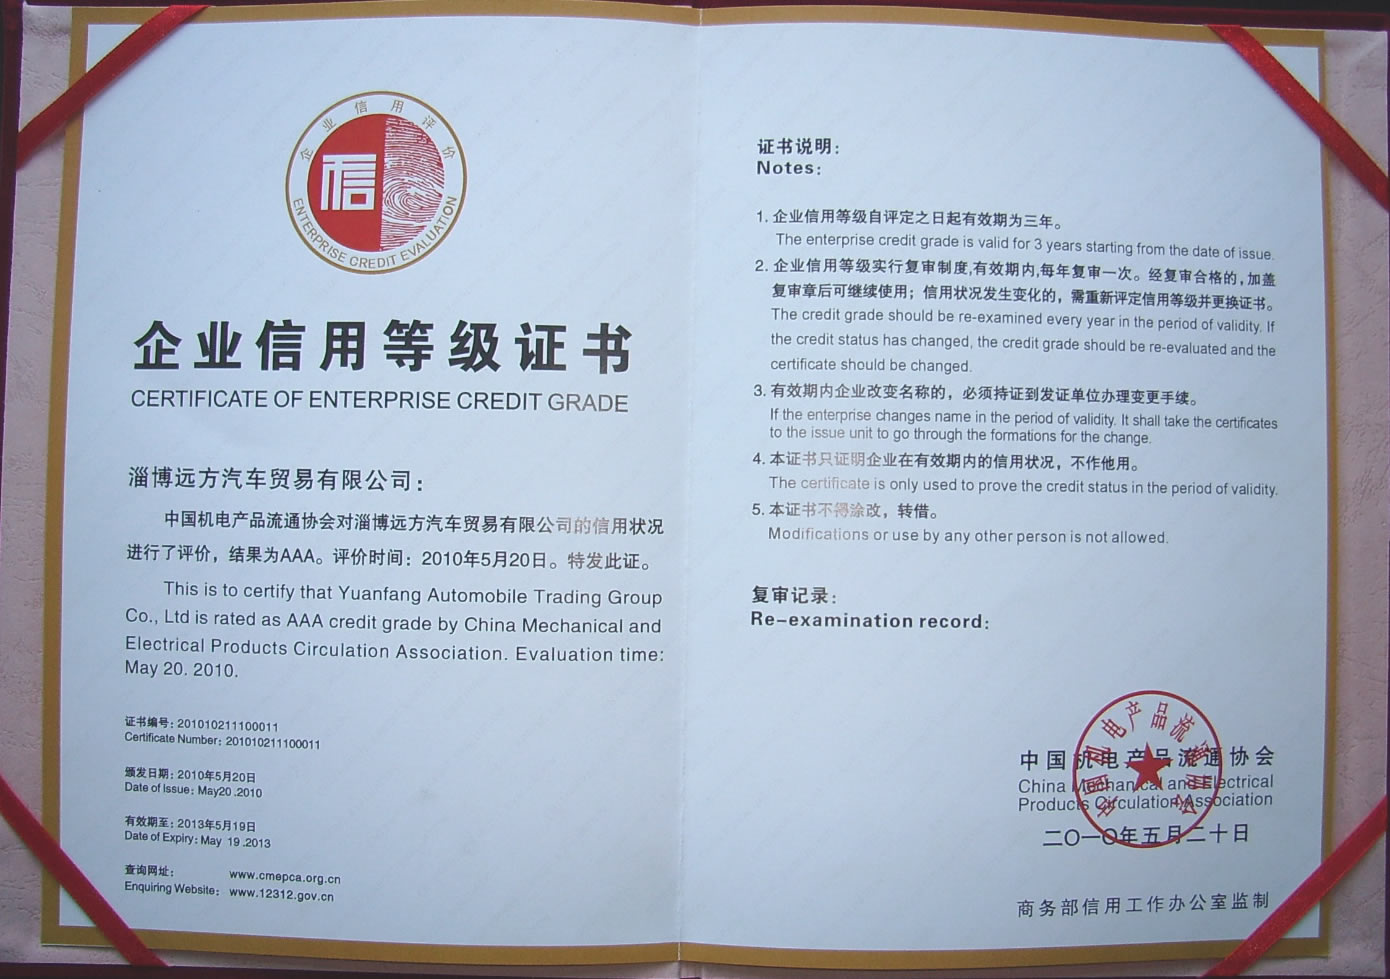 企业信用评价
信
ENTERPRISE CREDIT EVALUATION
企业信用等级证书
CERTIFICATE OF ENTERPRISE CREDIT GRADE
淄博远方汽车贸易有限公司：
中国机电产品流通协会对淄博远方汽车贸易有限公司的信用状况
进行了评价，结果为AAA。评价时间：2010年5月20日。特发此证。
This is to certify that Yuanfang Automobile Trading Group
Co., Ltd is rated as AAA credit grade by China Mechanical and
Electrical Products Circulation Association. Evaluation time:
May 20. 2010.
证书编号：201010211100011
Certificate Number: 201010211100011
颁发日期：2010年5月20日
Date of Issue: May20 .2010
有效期至：2013年5月19日
Date of Expiry: May 19 .2013
查询网址： www.cmepca.org.cn
Enquiring Website: www.12312.gov.cn
证书说明：
Notes:
1. 企业信用等级自评定之日起有效期为三年。
The enterprise credit grade is valid for 3 years starting from the date of issue.
2. 企业信用等级实行复审制度,有效期内,每年复审一次。经复审合格的，加盖
复审章后可继续使用；信用状况发生变化的，需重新评定信用等级并更换证书。
The credit grade should be re-examined every year in the period of validity. If
the credit status has changed, the credit grade should be re-evaluated and the
certificate should be changed.
3. 有效期内企业改变名称的，必须持证到发证单位办理变更手续。
If the enterprise changes name in the period of validity. It shall take the certificates
to the issue unit to go through the formations for the change.
4. 本证书只证明企业在有效期内的信用状况，不作他用。
The certificate is only used to prove the credit status in the period of validity.
5. 本证书不得涂改，转借。
Modifications or use by any other person is not allowed.
复审记录：
Re-examination record:
中国机电产品流通协会
中国机电产品流通协会
China Mechanical and Electrical
Products Circulation Association
二〇一〇年五月二十日
商务部信用工作办公室监制